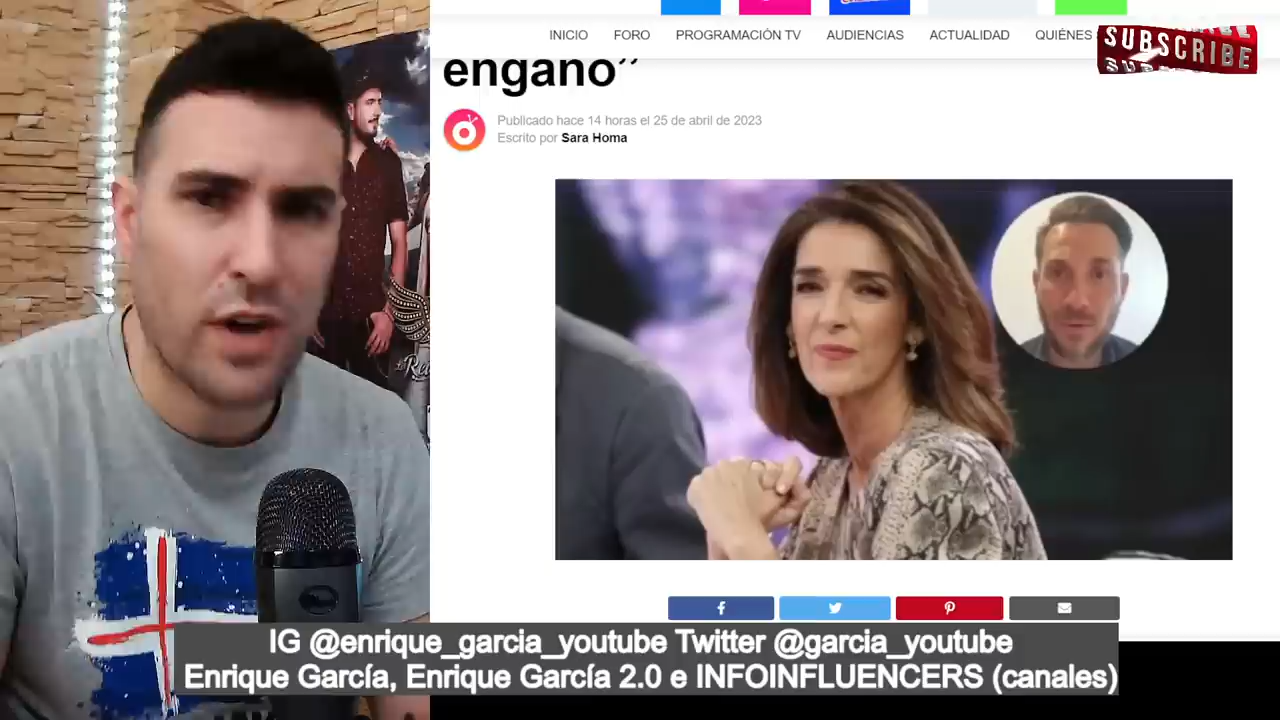 INICIO FORO PROGRAMACIÓN TV AUDIENCIAS ACTUALIDAD QUIÉNES
SUBSCRIBE
engaño”
Publicado hace 14 horas el 25 de abril de 2023
Escrito por Sara Homa
IG @enrique_garcia_youtube Twitter @garcia_youtube
Enrique García, Enrique García 2.0 e INFOINFLUENCERS (canales)